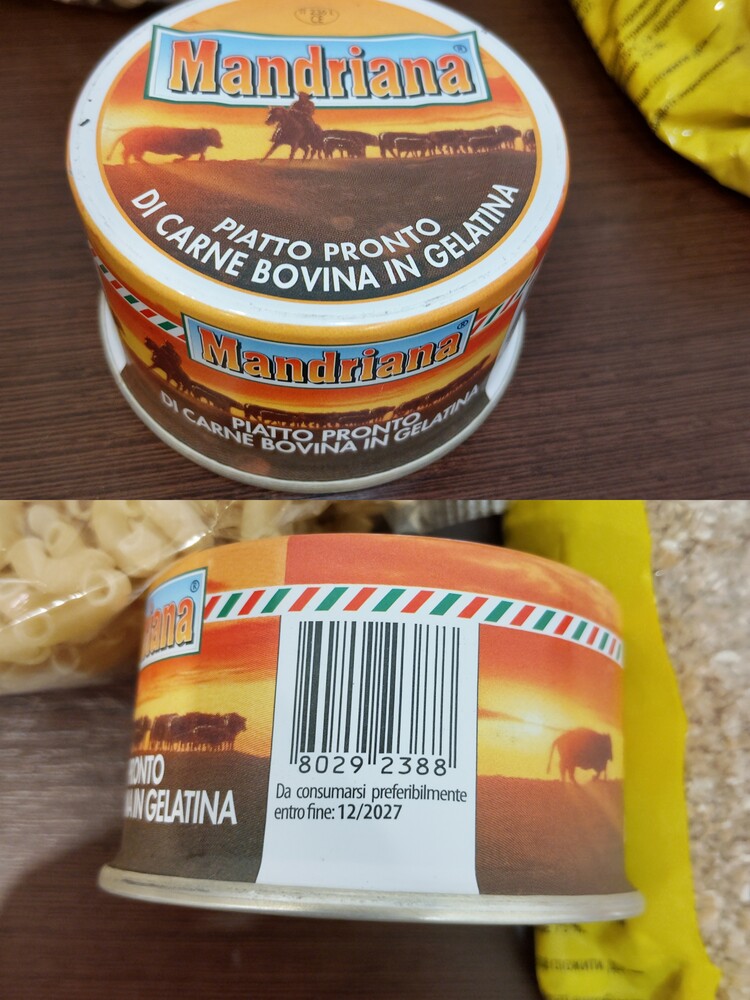 Mandriana®
PIATTO PRONTO
DI CARNE BOVINA IN GELATINA
Mandriana®
PIATTO PRONTO
DI CARNE BOVINA IN GELATINA
iana®
RONTO
IN GELATINA
8029 2388
Da consumarsi preferibilmente
entro fine: 12/2027